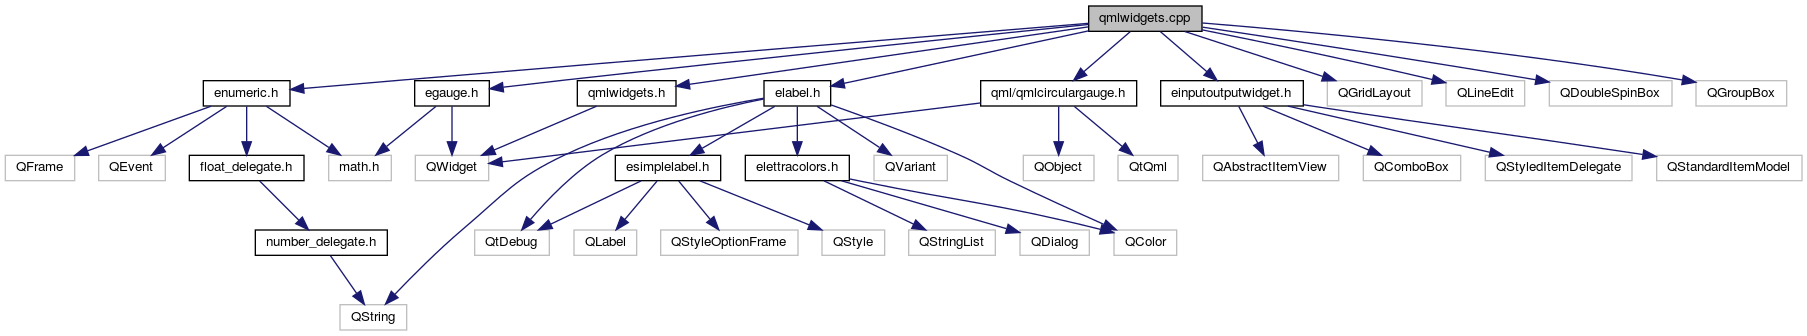 qmlwidgets.cpp
enumeric.h
egauge.h
qmlwidgets.h
elabel.h
qml/qmlcirculargauge.h
einputoutputwidget.h
QGridLayout
QLineEdit
QDoubleSpinBox
QGroupBox
QFrame
QEvent
float_delegate.h
math.h
QWidget
esimplelabel.h
elettracolors.h
QVariant
QObject
QtQml
QAbstractItemView
QComboBox
QStyledItemDelegate
QStandardItemModel
number_delegate.h
QtDebug
QLabel
QStyleOptionFrame
QStyle
QStringList
QDialog
QColor
QString